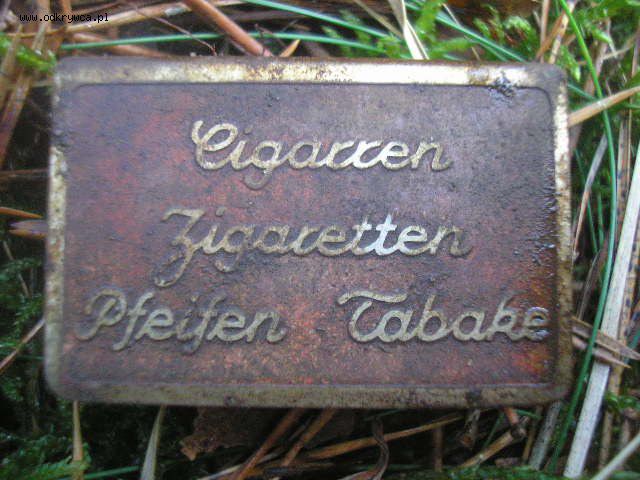 www.odkrywca.pl
Cigarren
Zigaretten
Pfeifen Tabake